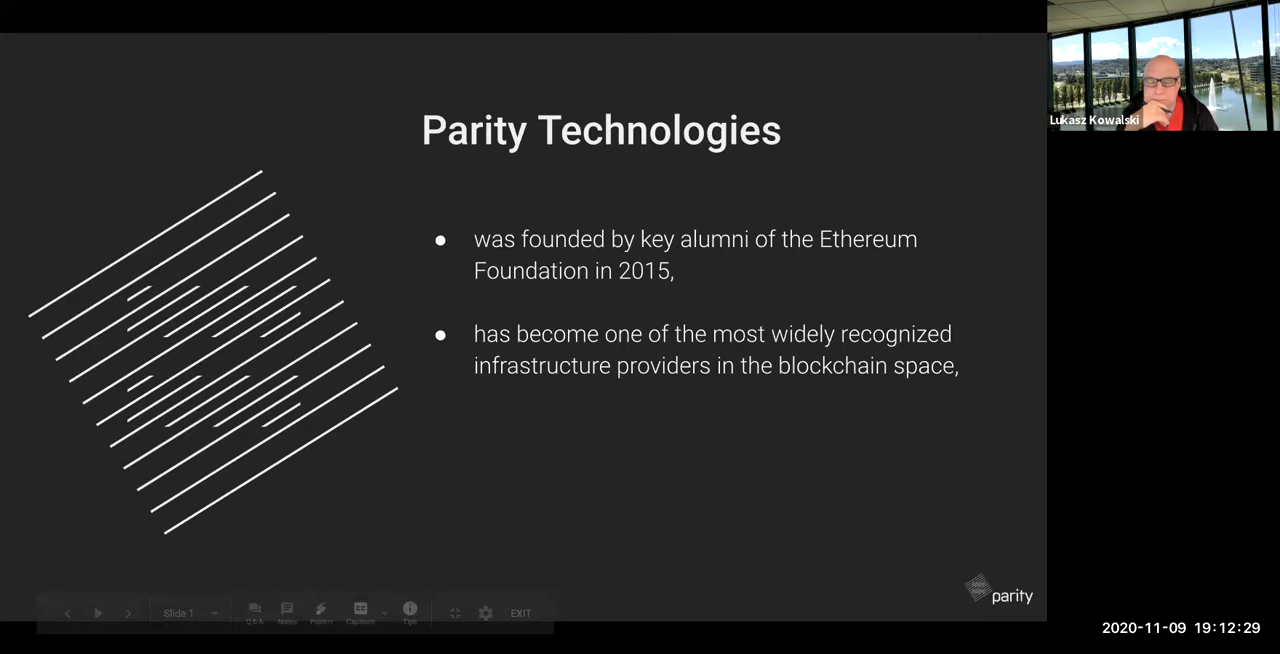 Parity Technologies
● was founded by key alumni of the Ethereum
Foundation in 2015,
● has become one of the most widely recognized
infrastructure providers in the blockchain space,
parity
Slide 1
Q&A
Notes
Pointer
Captions
Tips
EXIT
Lukasz Kowalski
2020-11-09 19:12:29